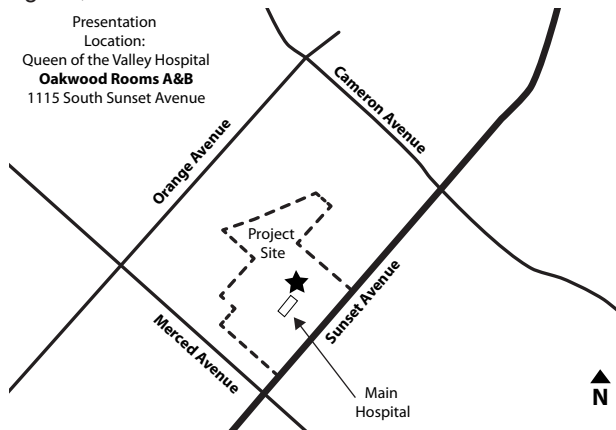 Presentation
Location:
Queen of the Valley Hospital
Oakwood Rooms A&B
1115 South Sunset Avenue
Cameron Avenue
Orange Avenue
Project
Site
Sunset Avenue
Merced Avenue
Main
Hospital
N